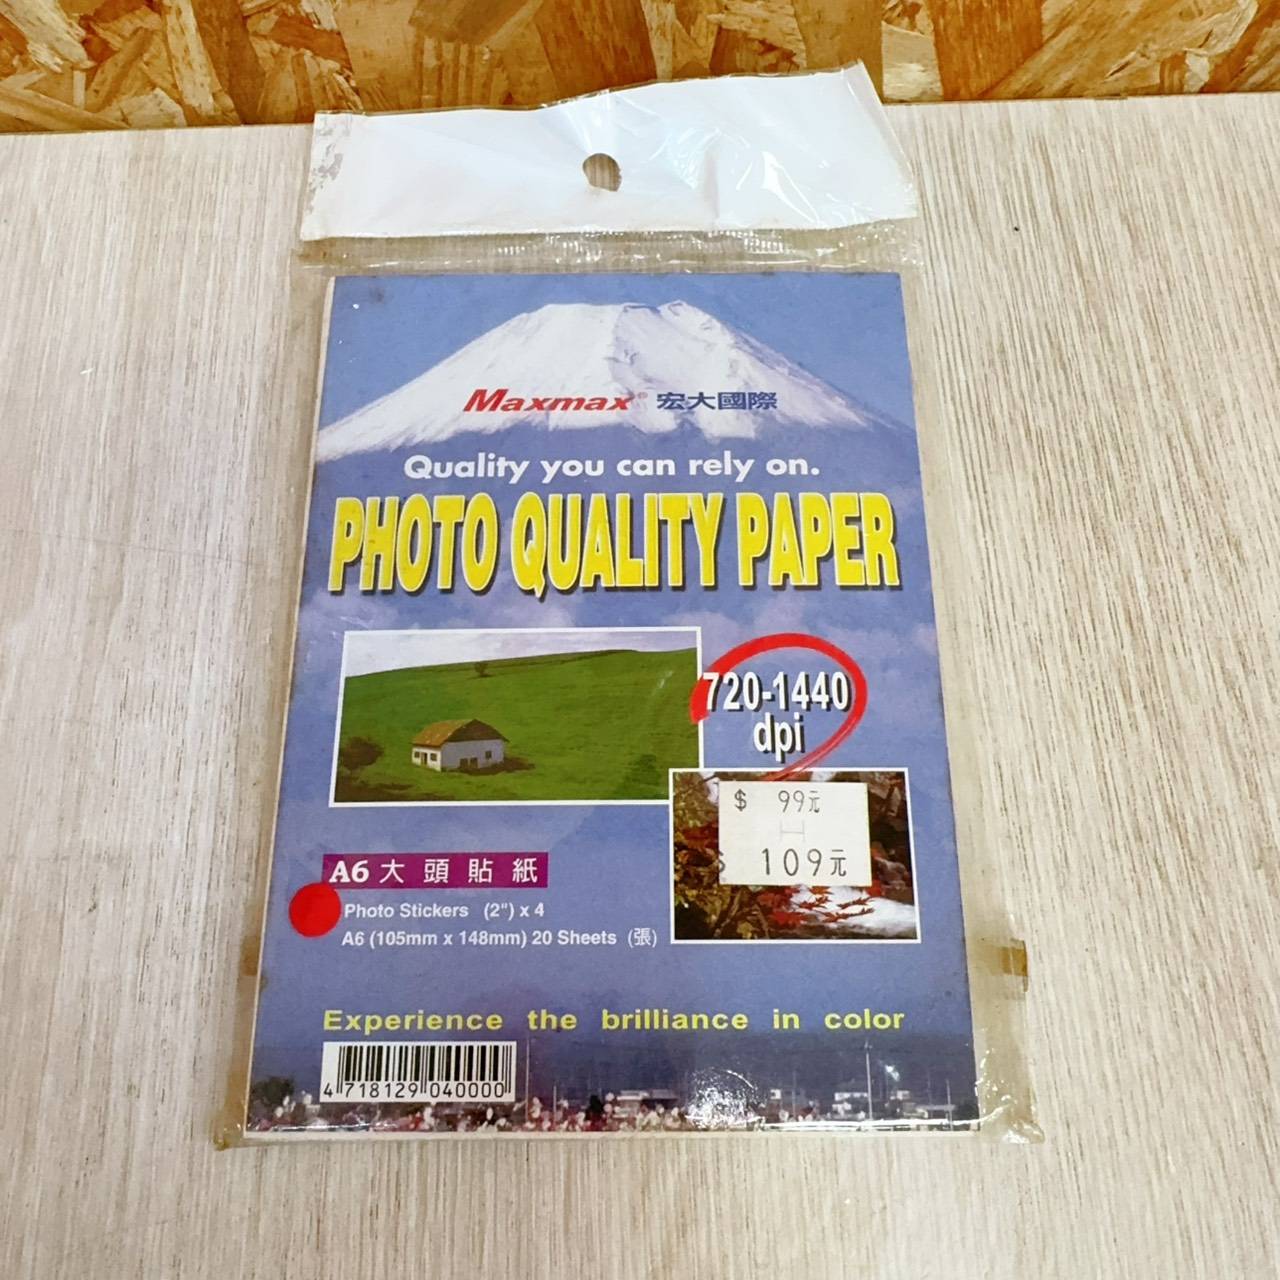 Maxmax® 宏大國際
Quality you can rely on.
PHOTO QUALITY PAPER
720-1440
dpi
$ 99元
$ 109元
A6 大頭貼紙
Photo Stickers (2") x 4
A6 (105mm x 148mm) 20 Sheets (張)
Experience the brilliance in color
4 718129 040000